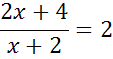 (2x + 4)/(x + 2) = 2